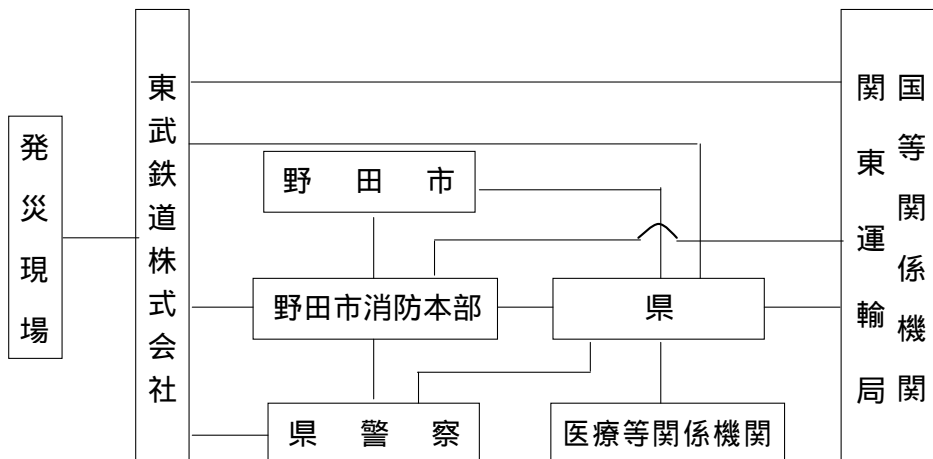 発災現場
東武鉄道株式会社
野田市
野田市消防本部
県
県警察
医療等関係機関
国等関係機関
関東運輸局